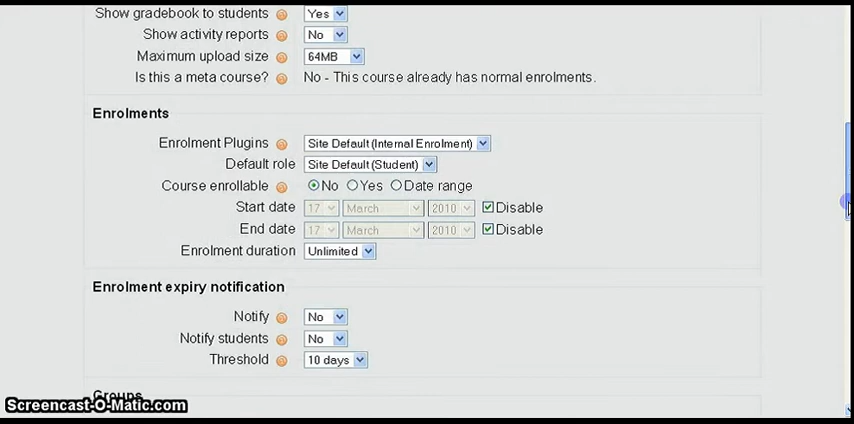 Show gradebook to students Yes
Show activity reports No
Maximum upload size 64MB
Is this a meta course? No - This course already has normal enrolments.
Enrolments
Enrolment Plugins Site Default (Internal Enrolment)
Default role Site Default (Student)
Course enrollable No Yes Date range
Start date 17 March 2010 Disable
End date 17 March 2010 Disable
Enrolment duration Unlimited
Enrolment expiry notification
Notify No
Notify students No
Threshold 10 days
Groups
Screencast-O-Matic.com